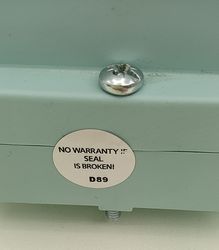 NO WARRANTY IF
SEAL
IS BROKEN!
D89